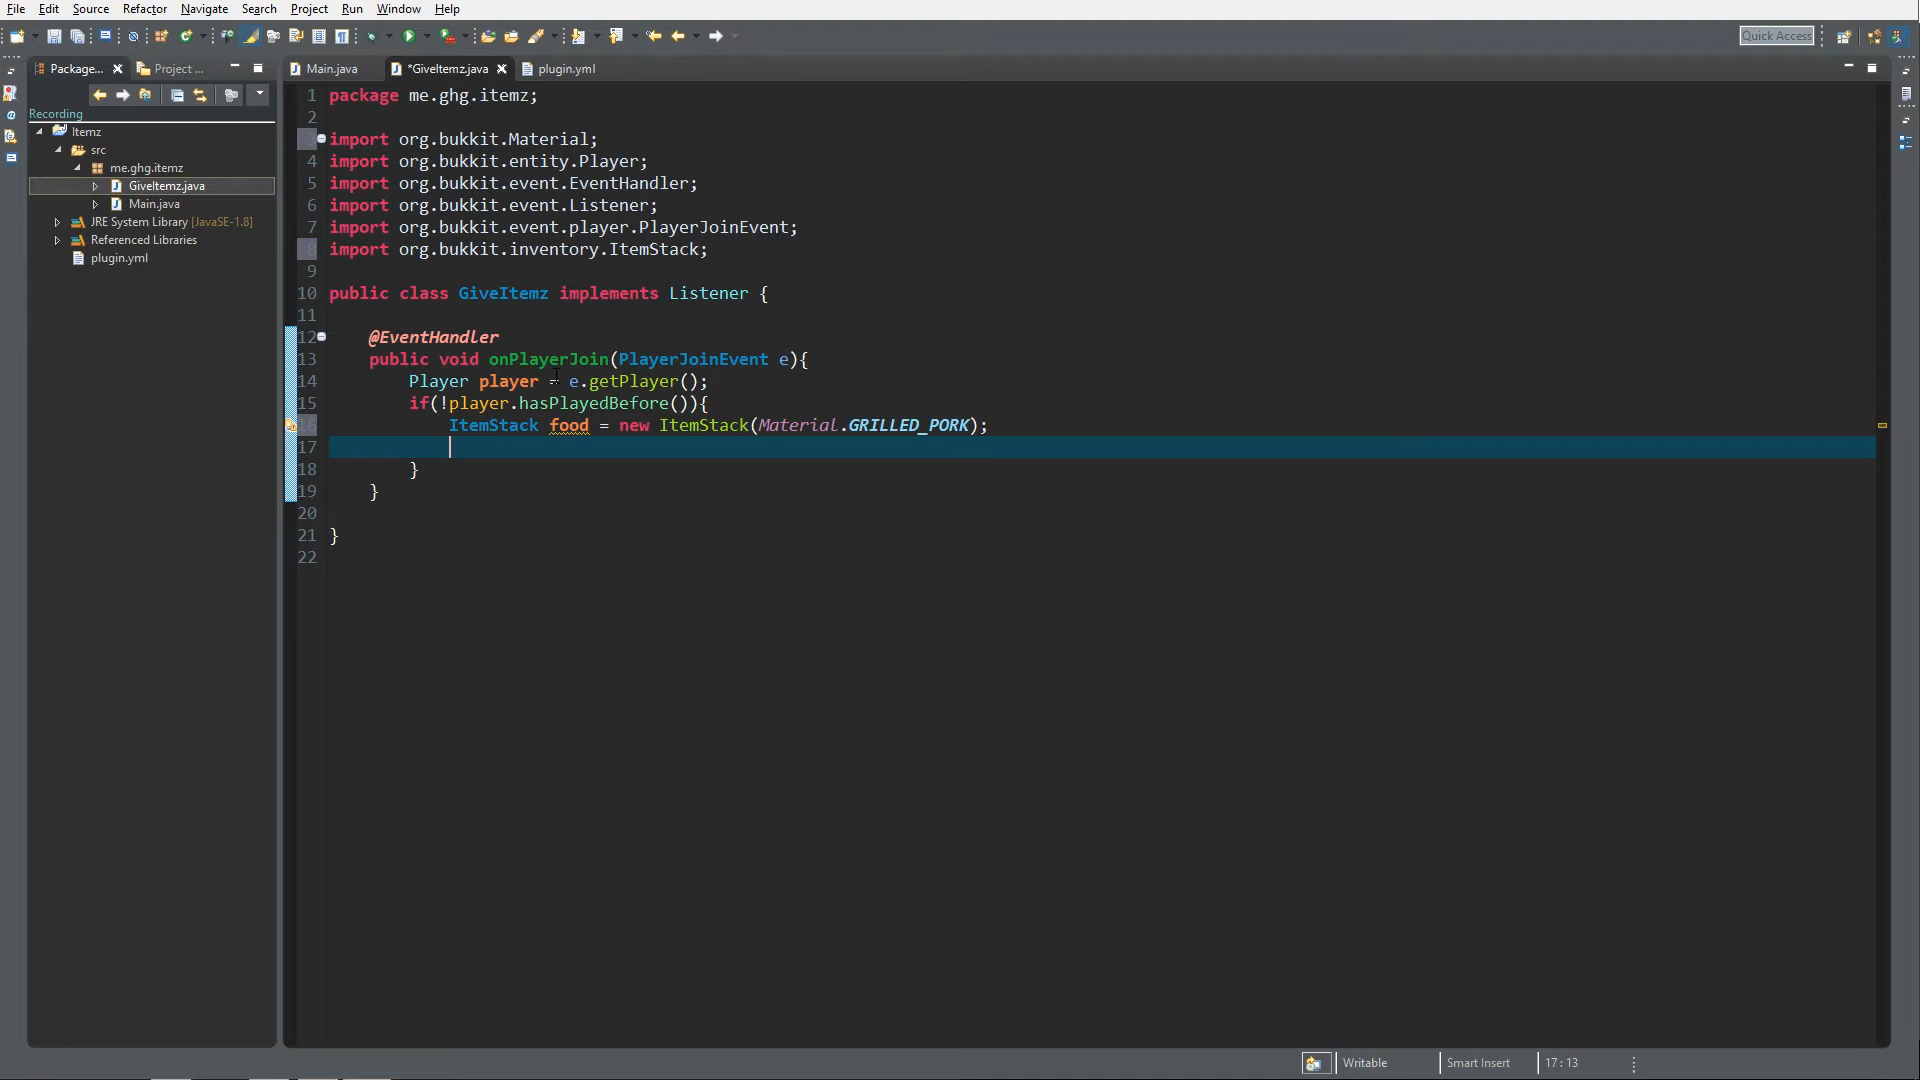 File Edit Source Refactor Navigate Search Project Run Window Help
Quick Access
Package... Project ...
Main.java *GiveItemz.java plugin.yml
Recording
Itemz
src
me.ghg.itemz
GiveItemz.java
Main.java
JRE System Library [JavaSE-1.8]
Referenced Libraries
plugin.yml
1 package me.ghg.itemz;
2
3 import org.bukkit.Material;
4 import org.bukkit.entity.Player;
5 import org.bukkit.event.EventHandler;
6 import org.bukkit.event.Listener;
7 import org.bukkit.event.player.PlayerJoinEvent;
8 import org.bukkit.inventory.ItemStack;
9
10 public class GiveItemz implements Listener {
11
12 @EventHandler
13 public void onPlayerJoin(PlayerJoinEvent e){
14 Player player = e.getPlayer();
15 if(!player.hasPlayedBefore()){
16 ItemStack food = new ItemStack(Material.GRILLED_PORK);
17
18 }
19 }
20
21 }
22
Writable Smart Insert 17 : 13